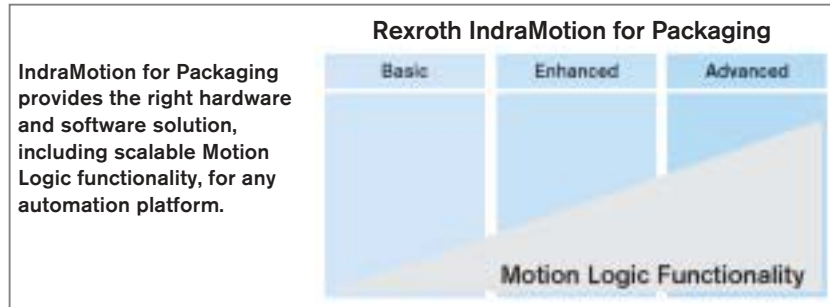 Rexroth IndraMotion for Packaging
IndraMotion for Packaging
provides the right hardware
and software solution,
including scalable Motion
Logic functionality, for any
automation platform.
Basic
Enhanced
Advanced
Motion Logic Functionality